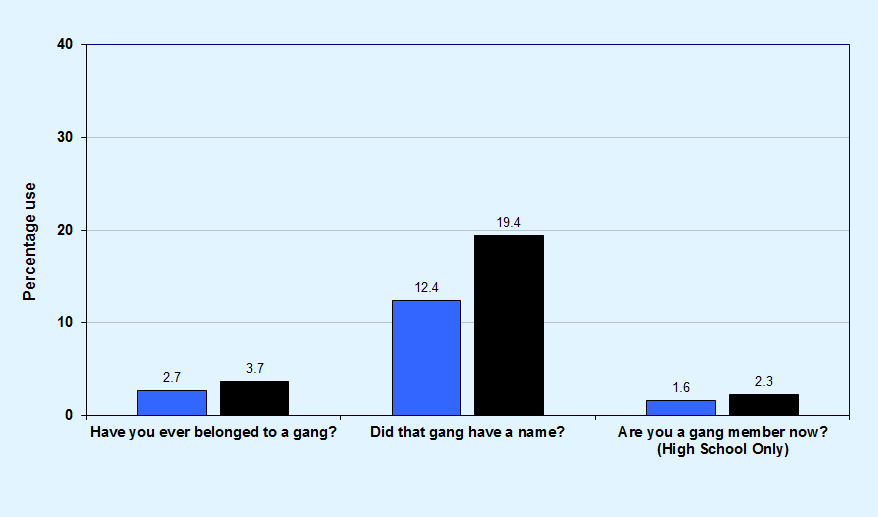 40
30
20
10
0
Percentage use
2.7
3.7
12.4
19.4
1.6
2.3
Have you ever belonged to a gang?
Did that gang have a name?
Are you a gang member now?
(High School Only)